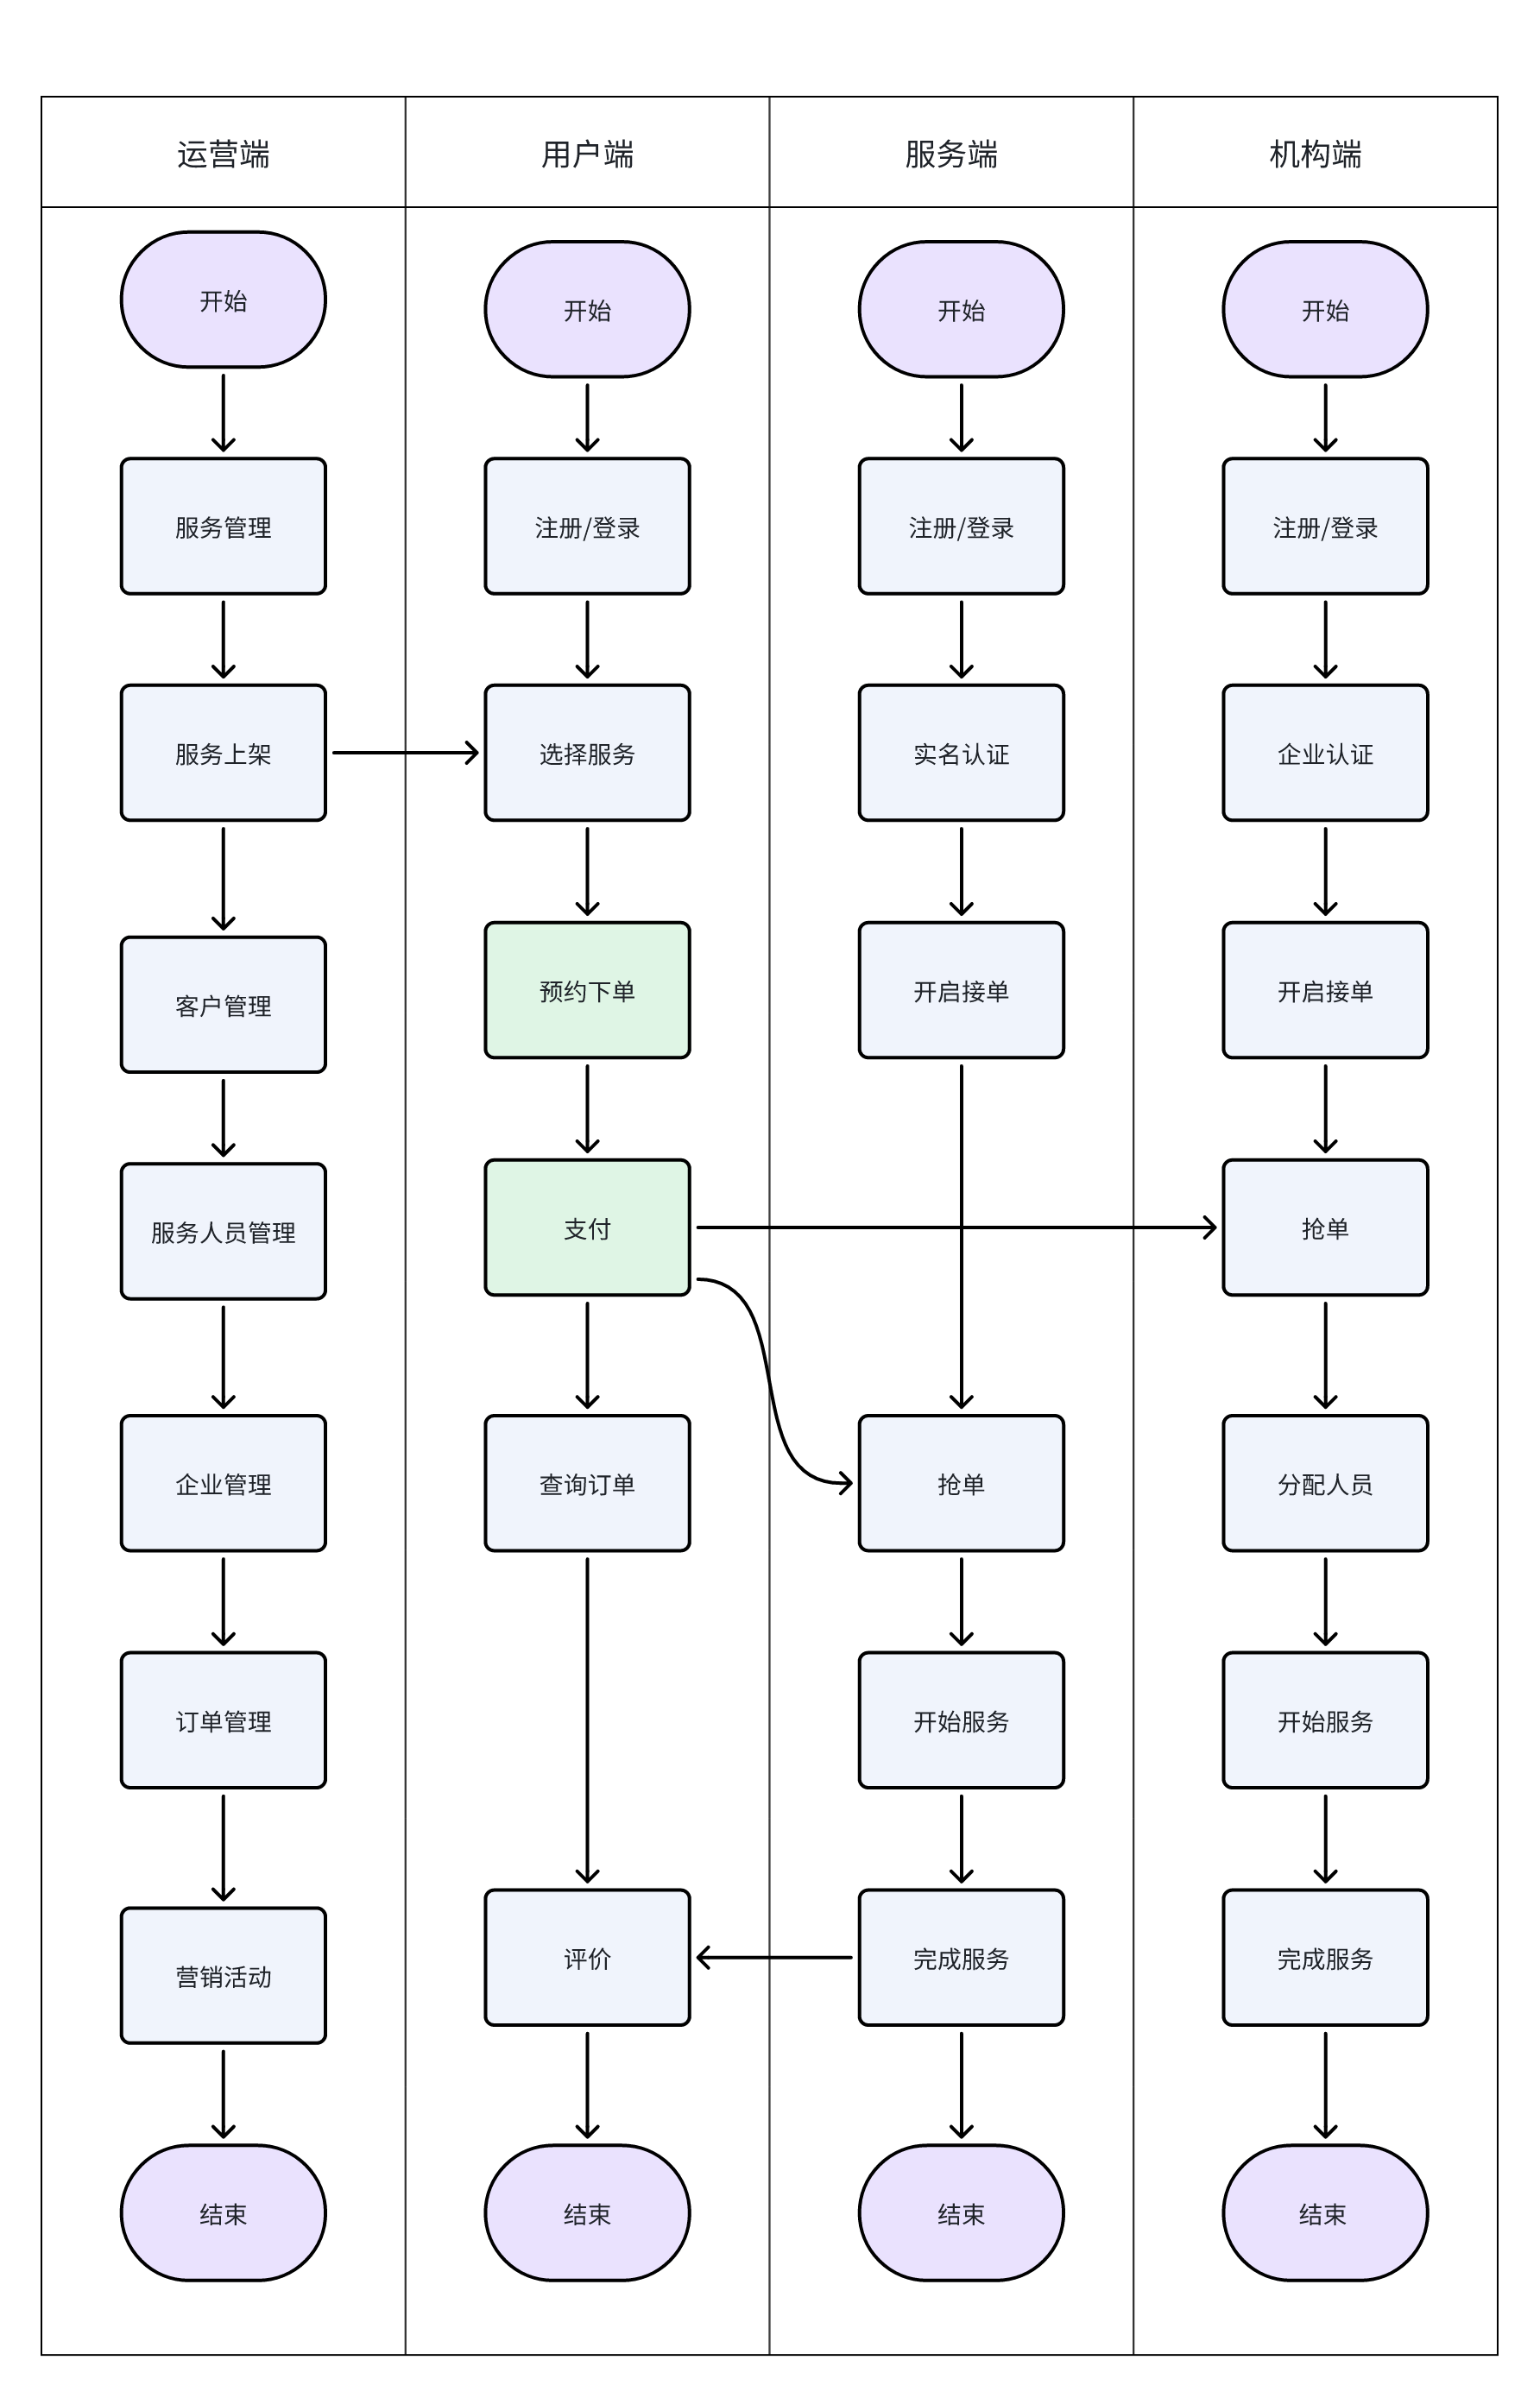 运营端
用户端
服务端
机构端
开始
服务管理
服务上架
客户管理
服务人员管理
企业管理
订单管理
营销活动
结束
开始
注册/登录
选择服务
预约下单
支付
查询订单
评价
结束
开始
注册/登录
实名认证
开启接单
抢单
开始服务
完成服务
结束
开始
注册/登录
企业认证
开启接单
抢单
分配人员
开始服务
完成服务
结束